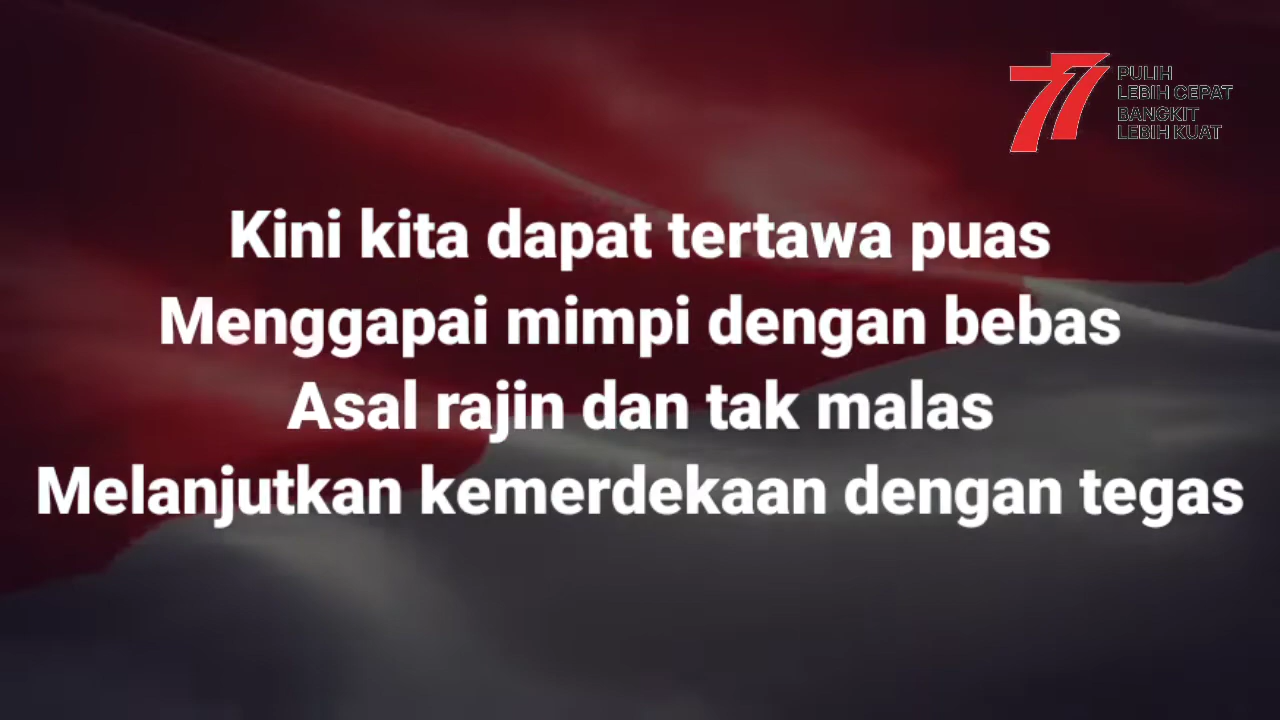 77
PULIH
LEBIH CEPAT
BANGKIT
LEBIH KUAT
Kini kita dapat tertawa puas
Menggapai mimpi dengan bebas
Asal rajin dan tak malas
Melanjutkan kemerdekaan dengan tegas